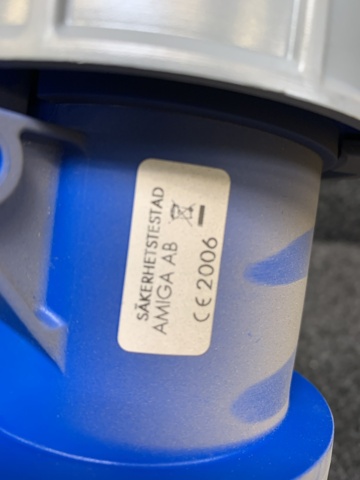 SÄKERHETSTESTAD
AMIGA AB
CE 2006